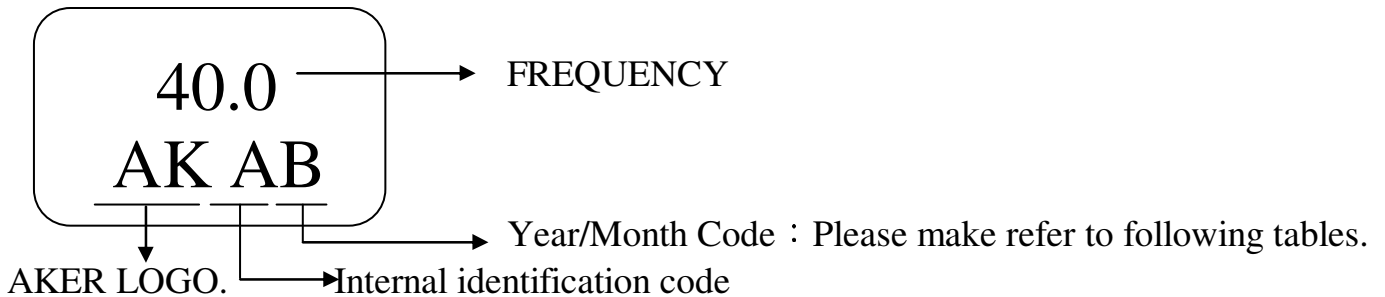 40.0 FREQUENCY
AK AB
Year/Month Code：Please make refer to following tables.
AKER LOGO. Internal identification code